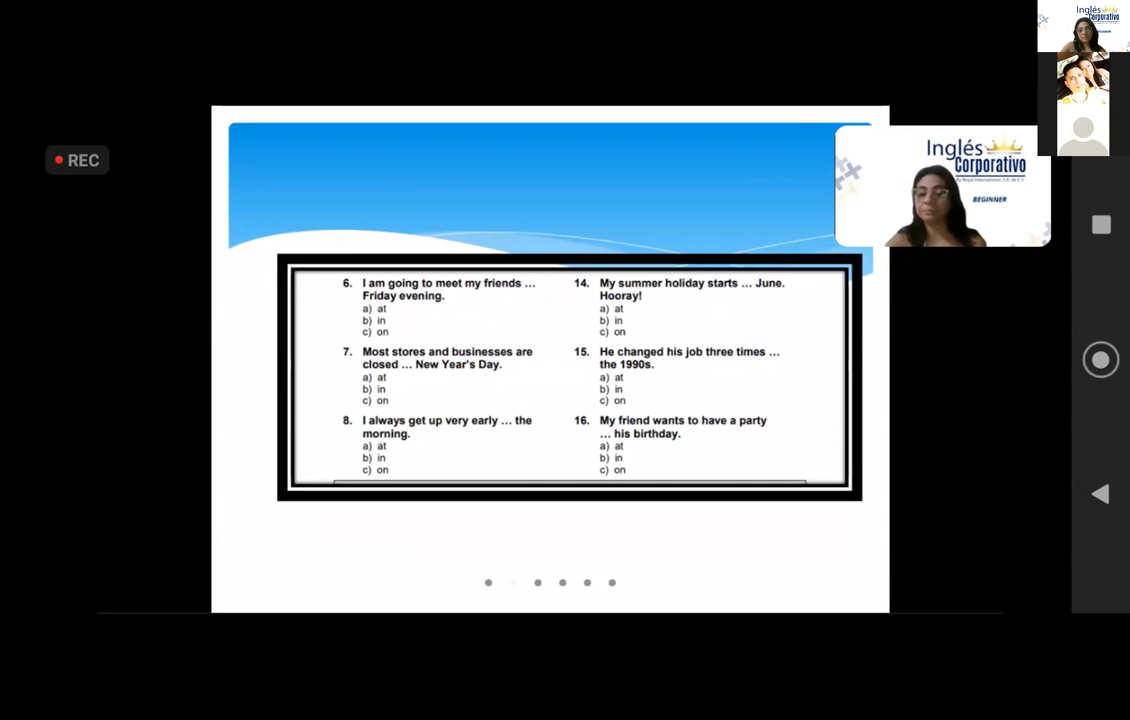 REC
Inglés
Corporativo
BEGINNER
6. I am going to meet my friends ...
Friday evening.
a) at
b) in
c) on
7. Most stores and businesses are
closed ... New Year's Day.
a) at
b) in
c) on
8. I always get up very early ... the
morning.
a) at
b) in
c) on
14. My summer holiday starts ... June.
Hooray!
a) at
b) in
c) on
15. He changed his job three times ...
the 1990s.
a) at
b) in
c) on
16. My friend wants to have a party
... his birthday.
a) at
b) in
c) on
Inglés
Corporativo